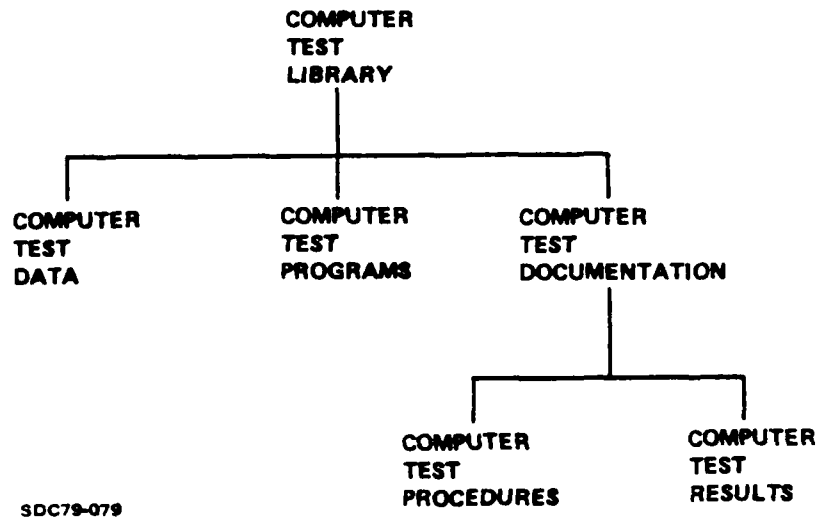 COMPUTER
TEST
LIBRARY
COMPUTER
TEST
DATA
COMPUTER
TEST
PROGRAMS
COMPUTER
TEST
DOCUMENTATION
COMPUTER
TEST
PROCEDURES
COMPUTER
TEST
RESULTS
SDC79-079